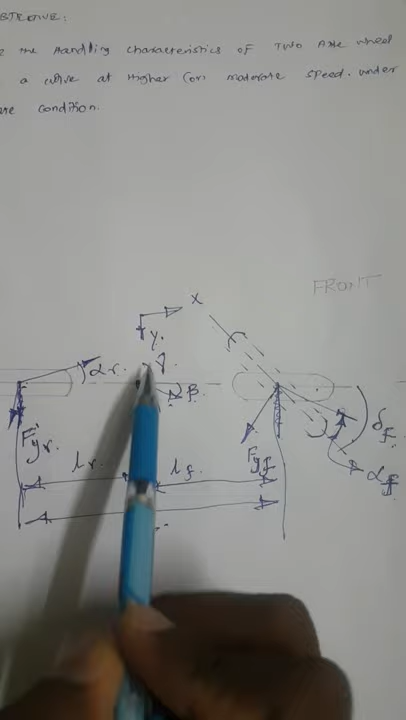 the Handling characteristics of Two Axle wheel
a curve at Higher (or) moderate speed. under
condition.
FRONT
X
Y.
αr.
β.
δf.
Fyr.
Fyf
lr.
lf.
αf